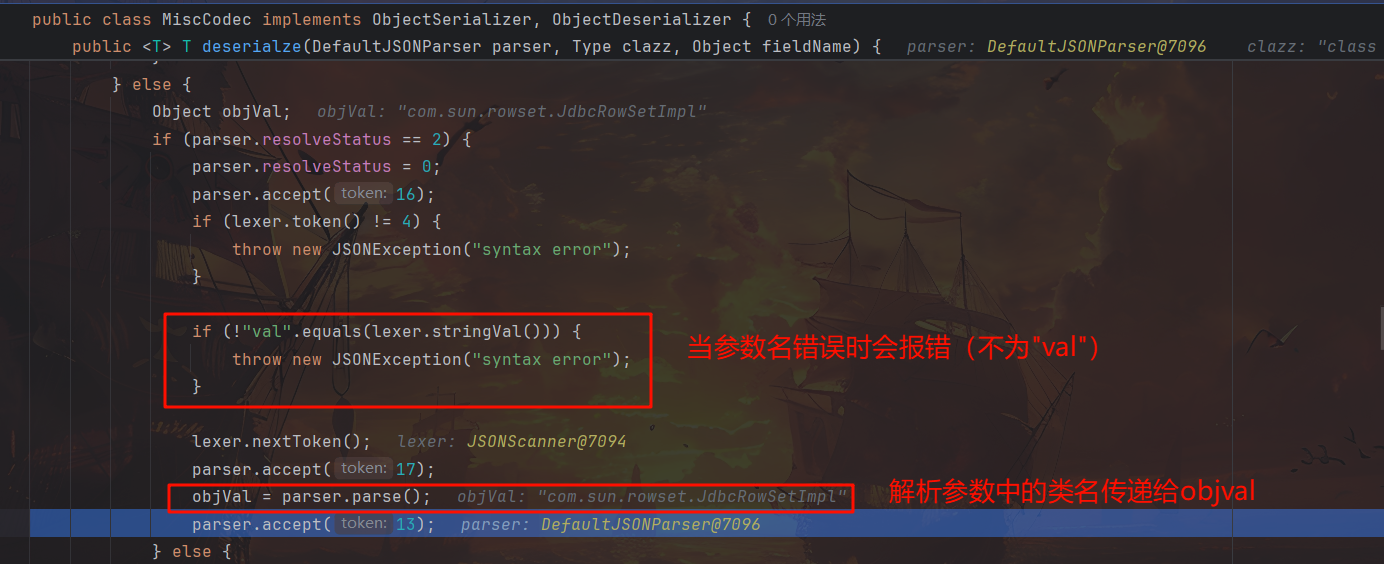 public class MiscCodec implements ObjectSerializer, ObjectDeserializer { 0个用法
public <T> T deserialze(DefaultJSONParser parser, Type clazz, Object fieldName) { parser: DefaultJSONParser@7096 clazz: "class
} else {
Object objVal; objVal: "com.sun.rowset.JdbcRowSetImpl"
if (parser.resolveStatus == 2) {
parser.resolveStatus = 0;
parser.accept( token: 16);
if (lexer.token() != 4) {
throw new JSONException("syntax error");
}
if (!"val".equals(lexer.stringVal())) {
throw new JSONException("syntax error");
}
当参数名错误时会报错（不为"val"）
lexer.nextToken(); lexer: JSONScanner@7094
parser.accept( token: 17);
objVal = parser.parse(); objVal: "com.sun.rowset.JdbcRowSetImpl"
解析参数中的类名传递给objval
parser.accept( token: 13); parser: DefaultJSONParser@7096
} else {